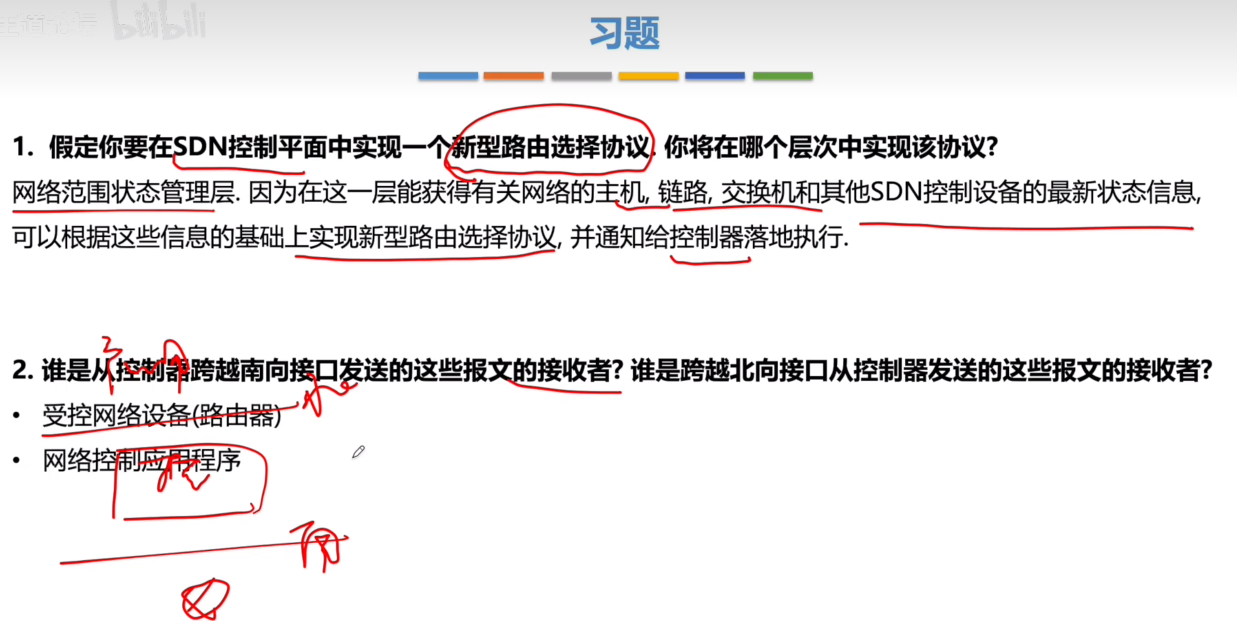 bilibili
习题
1. 假定你要在SDN控制平面中实现一个新型路由选择协议. 你将在哪个层次中实现该协议?
网络范围状态管理层. 因为在这一层能获得有关网络的主机, 链路, 交换机和其他SDN控制设备的最新状态信息,
可以根据这些信息的基础上实现新型路由选择协议, 并通知给控制器落地执行.
2. 谁是从控制器跨越南向接口发送的这些报文的接收者? 谁是跨越北向接口从控制器发送的这些报文的接收者?
• 受控网络设备(路由器)
• 网络控制应用程序